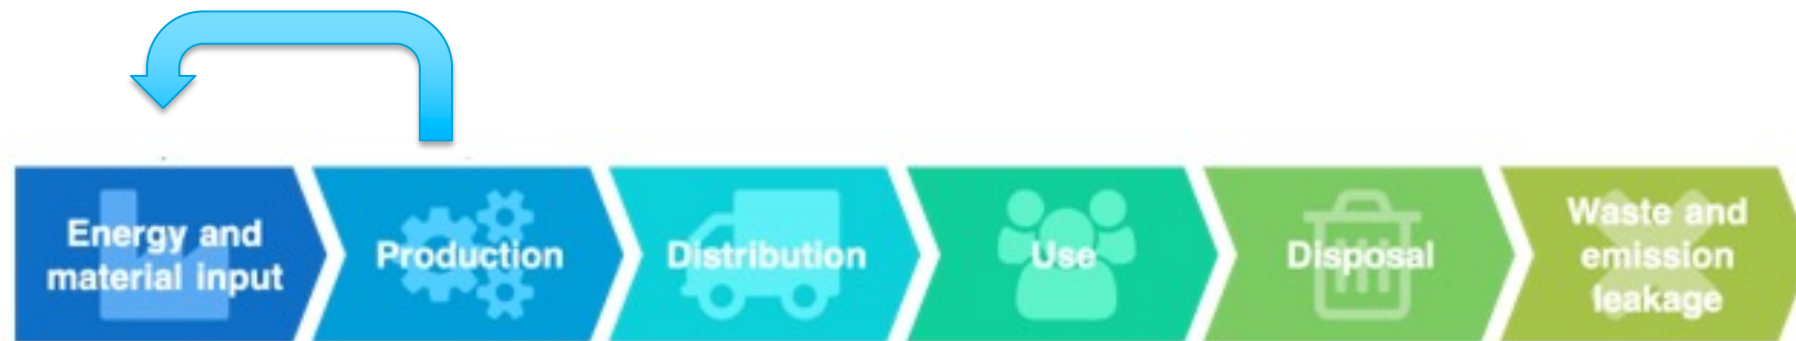 Energy and
material input
Production
Distribution
Use
Disposal
Waste and
emission
leakage